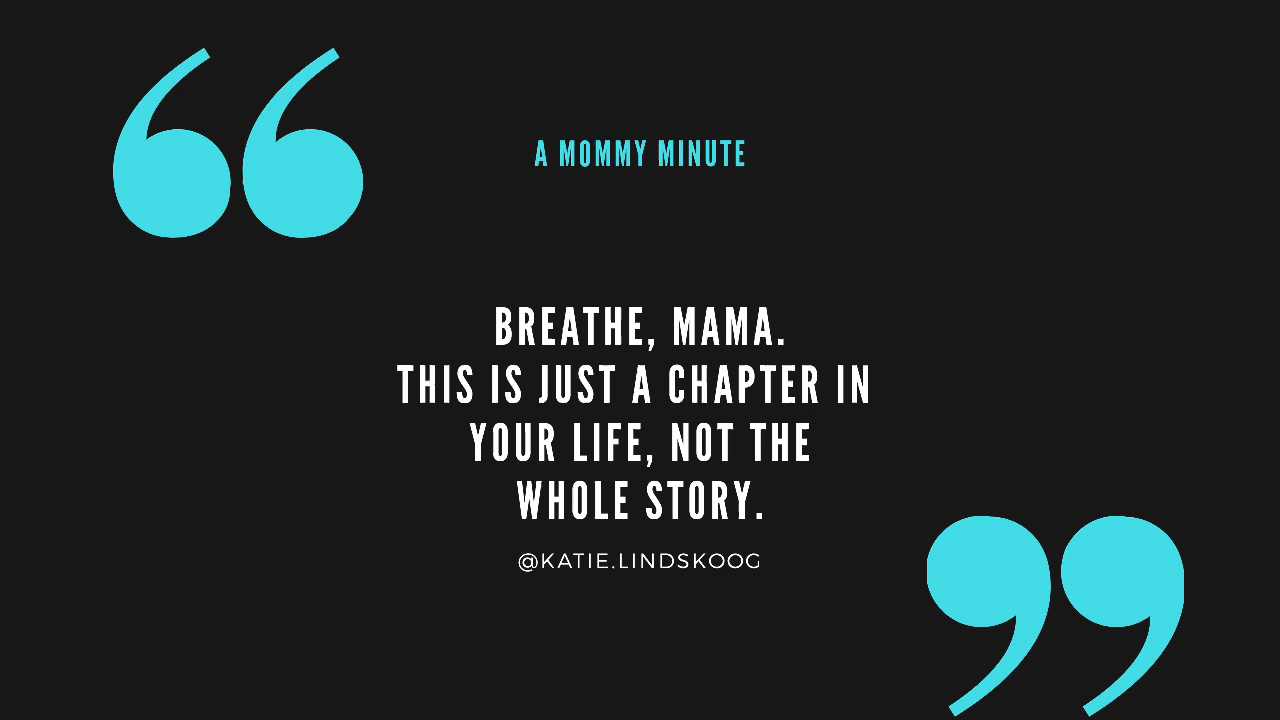 A MOMMY MINUTE
BREATHE, MAMA.
THIS IS JUST A CHAPTER IN
YOUR LIFE, NOT THE
WHOLE STORY.
@KATIE.LINDSKOOG